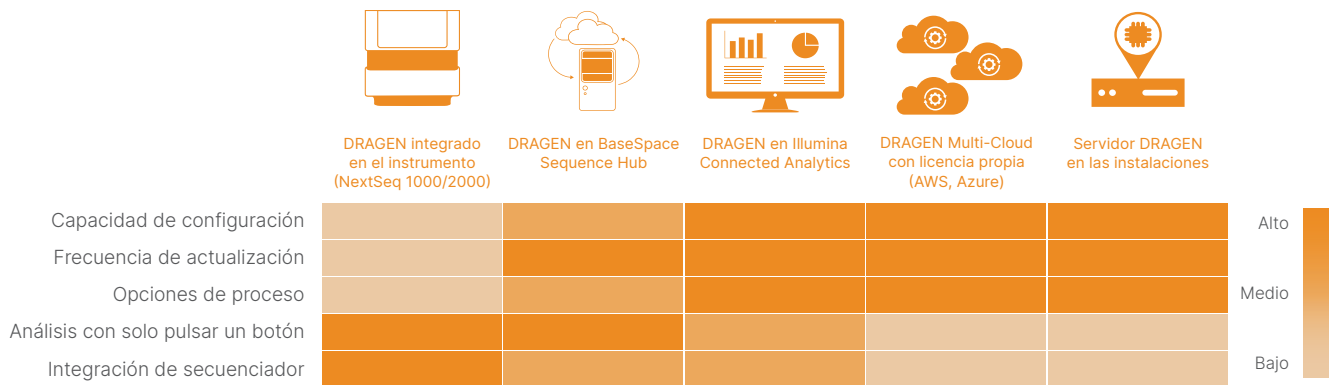 DRAGEN integrado
en el instrumento
(NextSeq 1000/2000)
DRAGEN en BaseSpace
Sequence Hub
DRAGEN en Illumina
Connected Analytics
DRAGEN Multi-Cloud
con licencia propia
(AWS, Azure)
Servidor DRAGEN
en las instalaciones
Capacidad de configuración
Frecuencia de actualización
Opciones de proceso
Análisis con solo pulsar un botón
Integración de secuenciador
Alto
Medio
Bajo